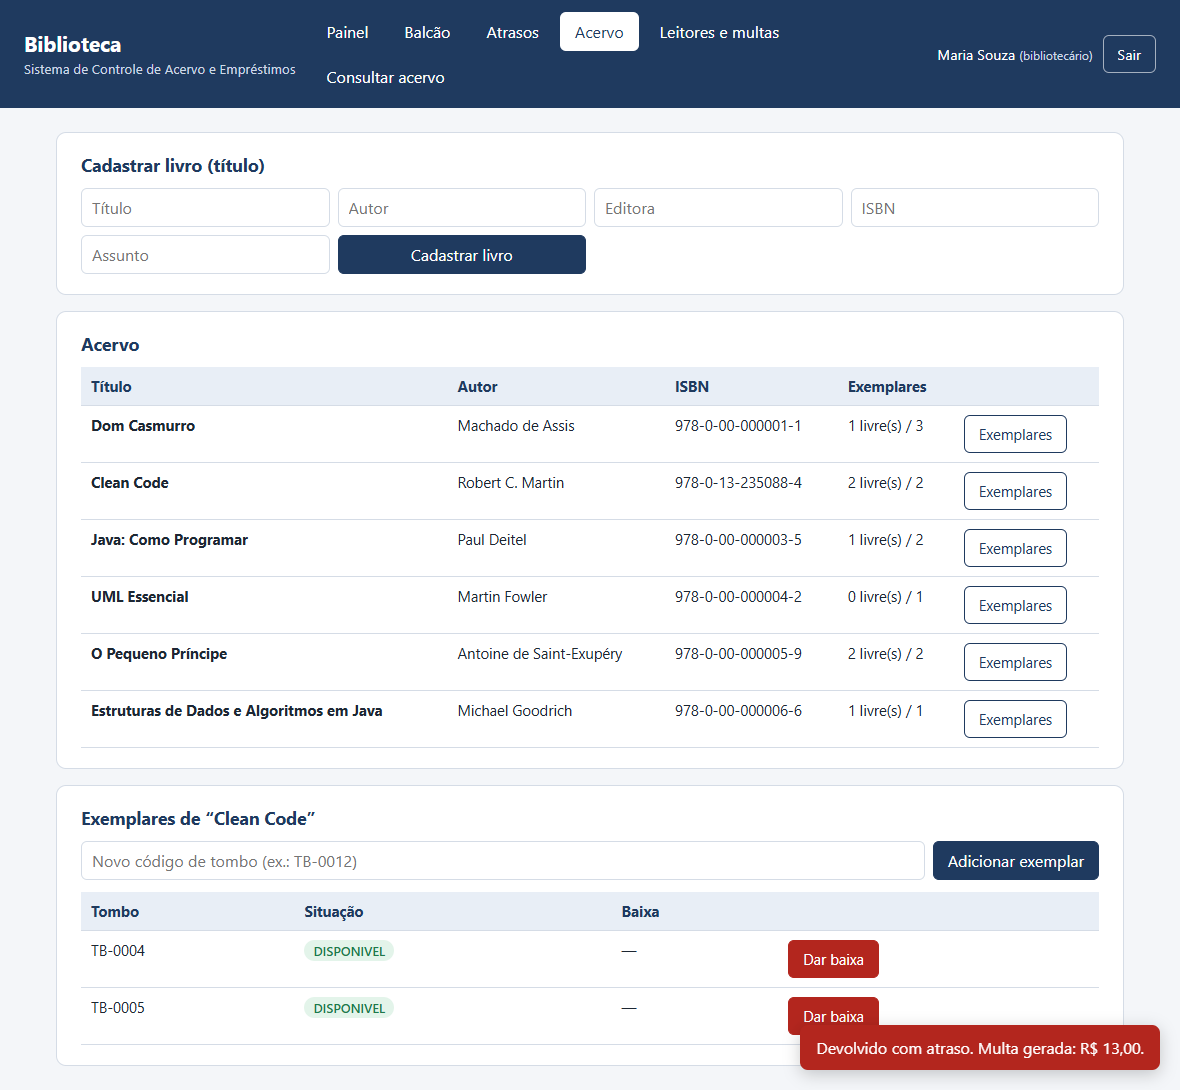 Biblioteca
Sistema de Controle de Acervo e Empréstimos
Painel Balcão Atrasos Acervo Leitores e multas
Consultar acervo
Maria Souza (bibliotecário) Sair
Cadastrar livro (título)
Título Autor Editora ISBN
Assunto Cadastrar livro
Acervo
Título Autor ISBN Exemplares
Dom Casmurro Machado de Assis 978-0-00-000001-1 1 livre(s) / 3 Exemplares
Clean Code Robert C. Martin 978-0-13-235088-4 2 livre(s) / 2 Exemplares
Java: Como Programar Paul Deitel 978-0-00-000003-5 1 livre(s) / 2 Exemplares
UML Essencial Martin Fowler 978-0-00-000004-2 0 livre(s) / 1 Exemplares
O Pequeno Príncipe Antoine de Saint-Exupéry 978-0-00-000005-9 2 livre(s) / 2 Exemplares
Estruturas de Dados e Algoritmos em Java Michael Goodrich 978-0-00-000006-6 1 livre(s) / 1 Exemplares
Exemplares de “Clean Code”
Novo código de tombo (ex.: TB-0012) Adicionar exemplar
Tombo Situação Baixa
TB-0004 DISPONIVEL — Dar baixa
TB-0005 DISPONIVEL — Dar baixa
Devolvido com atraso. Multa gerada: R$ 13,00.